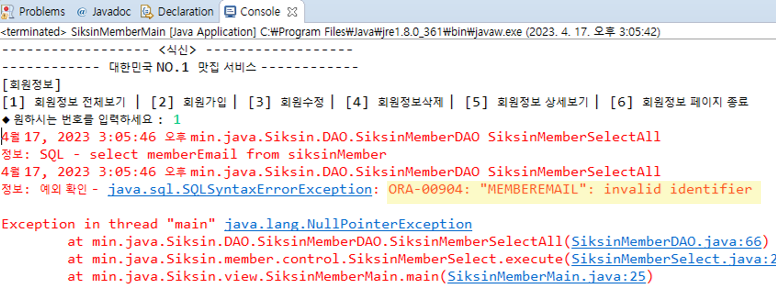 Problems @ Javadoc Declaration Console
<terminated> SiksinMemberMain [Java Application] C:₩Program Files₩Java₩jre1.8.0_361₩bin₩javaw.exe (2023. 4. 17. 오후 3:05:42)
------------------ <식신> ------------------
------------ 대한민국 NO.1 맛집 서비스 ------------
[회원정보]
[1] 회원정보 전체보기 | [2] 회원가입 | [3] 회원수정 | [4] 회원정보삭제 | [5] 회원정보 상세보기 | [6] 회원정보 페이지 종료
◆ 원하시는 번호를 입력하세요 : 1
4월 17, 2023 3:05:46 오후 min.java.Siksin.DAO.SiksinMemberDAO SiksinMemberSelectAll
정보: SQL - select memberEmail from siksinMember
4월 17, 2023 3:05:46 오후 min.java.Siksin.DAO.SiksinMemberDAO SiksinMemberSelectAll
정보: 예외 확인 - java.sql.SQLSyntaxErrorException: ORA-00904: "MEMBEREMAIL": invalid identifier
Exception in thread "main" java.lang.NullPointerException
at min.java.Siksin.DAO.SiksinMemberDAO.SiksinMemberSelectAll(SiksinMemberDAO.java:66)
at min.java.Siksin.member.control.SiksinMemberSelect.execute(SiksinMemberSelect.java:2
at min.java.Siksin.view.SiksinMemberMain.main(SiksinMemberMain.java:25)